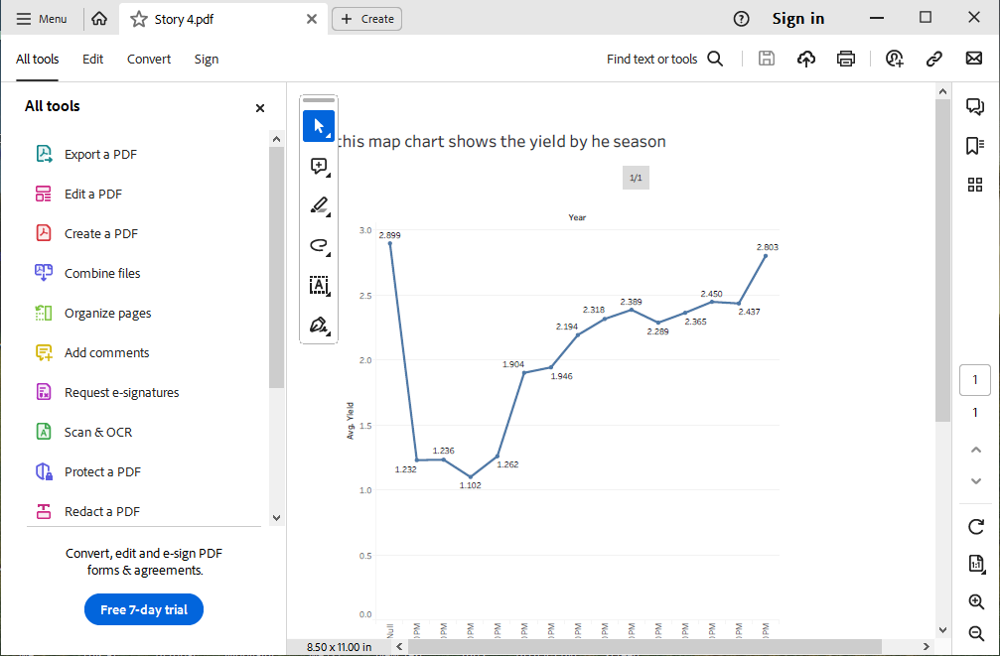 Menu
Story 4.pdf
Create
Sign in
All tools
Edit
Convert
Sign
Find text or tools
All tools
Export a PDF
Edit a PDF
Create a PDF
Combine files
Organize pages
Add comments
Request e-signatures
Scan & OCR
Protect a PDF
Redact a PDF
Convert, edit and e-sign PDF
forms & agreements.
Free 7-day trial
this map chart shows the yield by he season
1/1
Year
3.0
2.5
2.0
1.5
1.0
0.5
0.0
Avg. Yield
2.899
1.232
1.236
1.102
1.262
1.904
1.946
2.194
2.318
2.389
2.289
2.365
2.450
2.437
2.803
Null
PM
PM
PM
PM
PM
PM
PM
PM
PM
PM
PM
PM
PM
PM
8.50 x 11.00 in
1
1